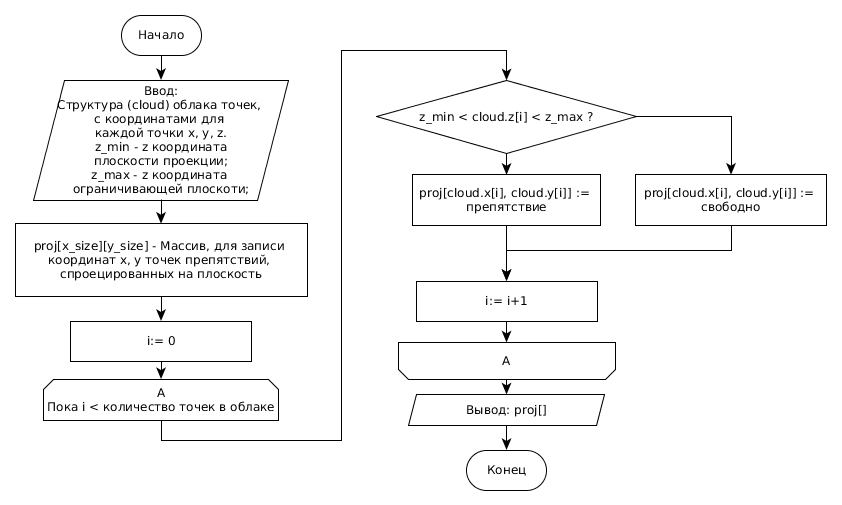 Начало
Ввод:
Структура (cloud) облака точек,
с координатами для
каждой точки x, y, z.
z_min - z координата
плоскости проекции;
z_max - z координата
ограничивающей плоскоти;
proj[x_size][y_size] - Массив, для записи
координат x, y точек препятствий,
спроецированных на плоскость
i:= 0
A
Пока i < количество точек в облаке
z_min < cloud.z[i] < z_max ?
proj[cloud.x[i], cloud.y[i]] :=
препятствие
proj[cloud.x[i], cloud.y[i]] :=
свободно
i:= i+1
A
Вывод: proj[]
Конец